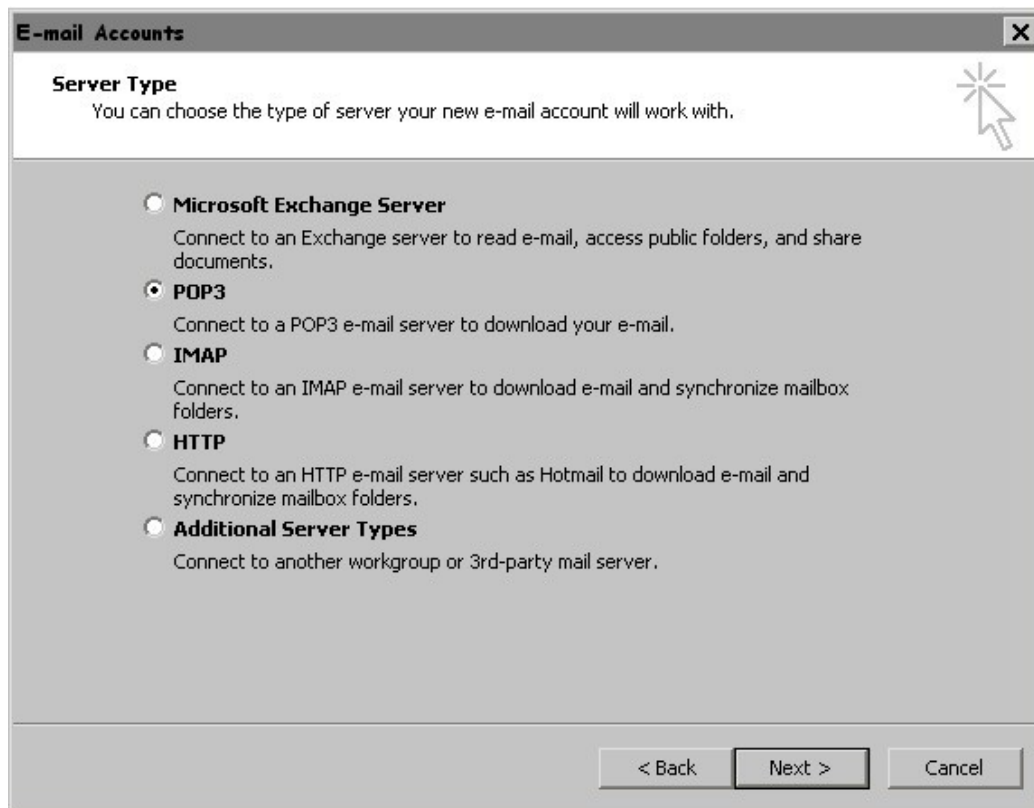 E-mail Accounts
Server Type
You can choose the type of server your new e-mail account will work with.
Microsoft Exchange Server
Connect to an Exchange server to read e-mail, access public folders, and share
documents.
POP3
Connect to a POP3 e-mail server to download your e-mail.
IMAP
Connect to an IMAP e-mail server to download e-mail and synchronize mailbox
folders.
HTTP
Connect to an HTTP e-mail server such as Hotmail to download e-mail and
synchronize mailbox folders.
Additional Server Types
Connect to another workgroup or 3rd-party mail server.
< Back Next > Cancel